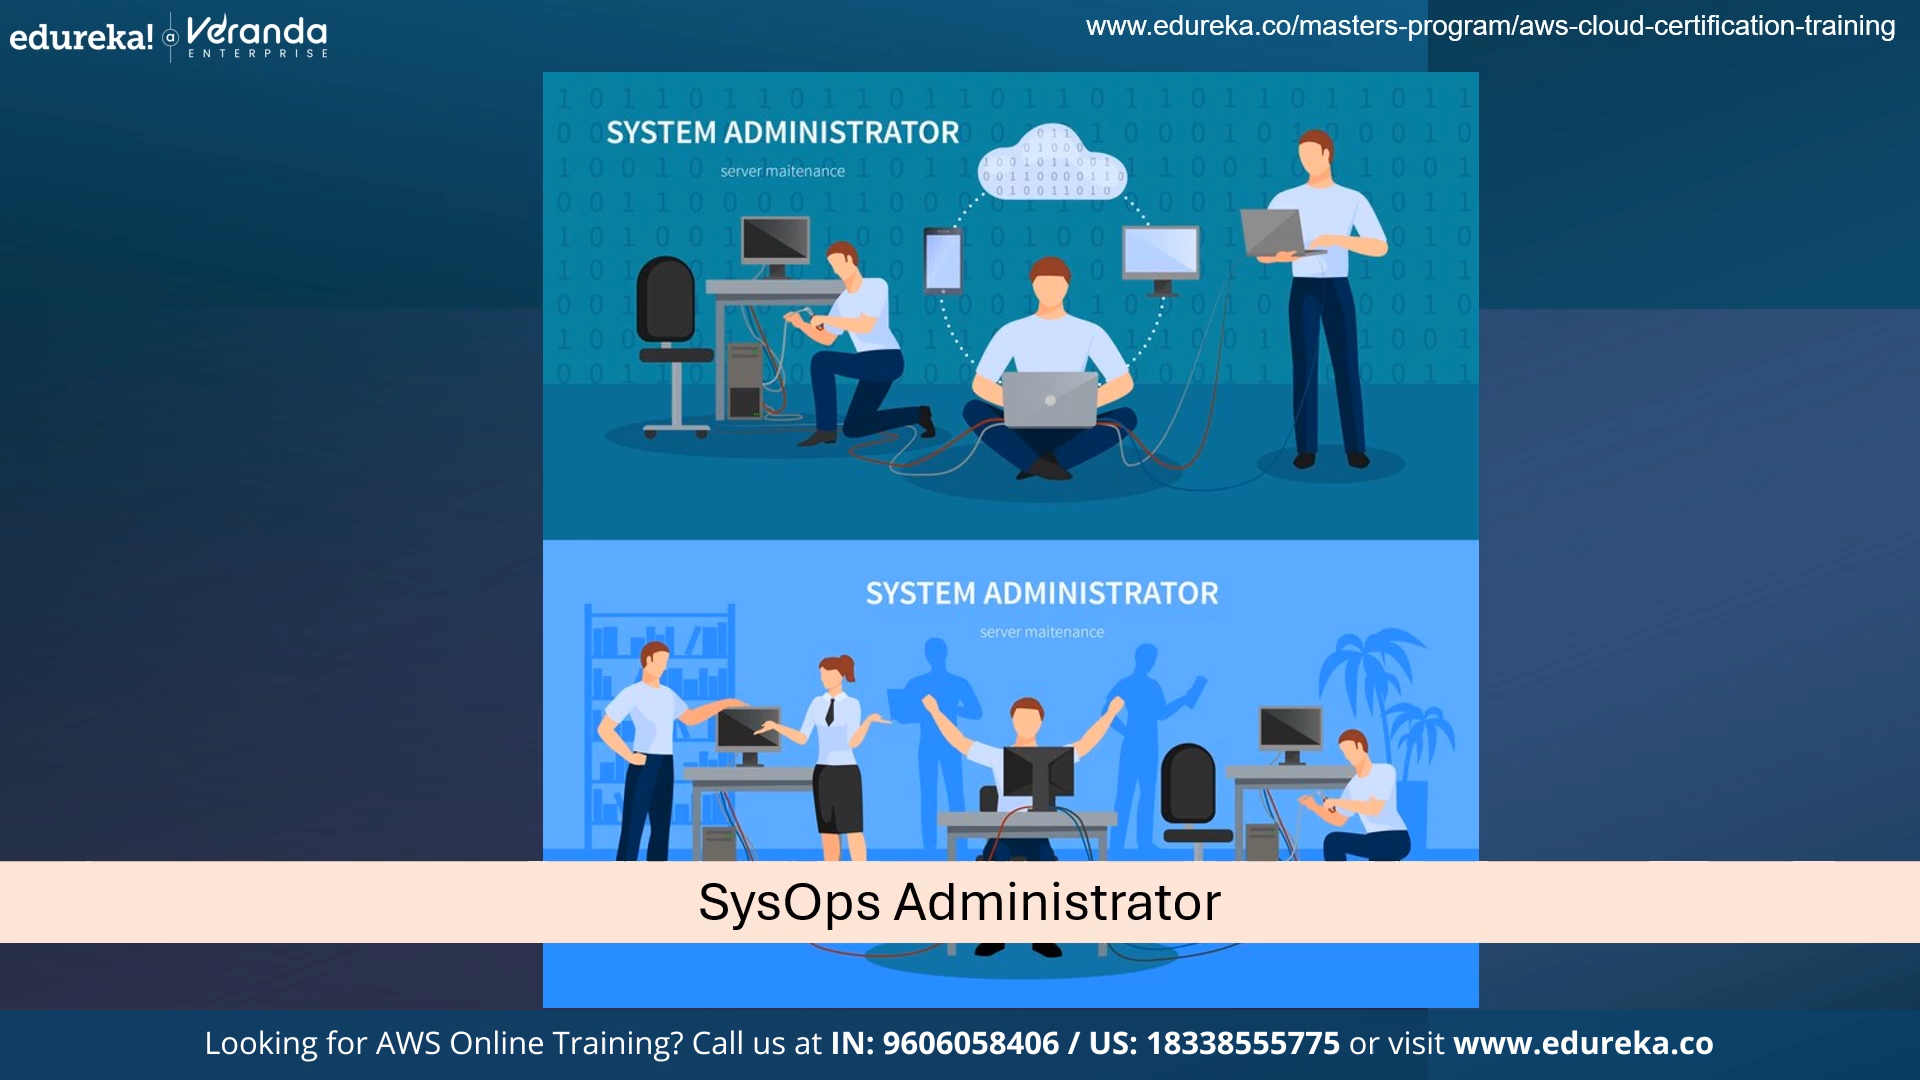 edureka! a Veranda
ENTERPRISE
www.edureka.co/masters-program/aws-cloud-certification-training
SYSTEM ADMINISTRATOR
server maitenance
SYSTEM ADMINISTRATOR
server maitenance
SysOps Administrator
Looking for AWS Online Training? Call us at IN: 9606058406 / US: 18338555775 or visit www.edureka.co